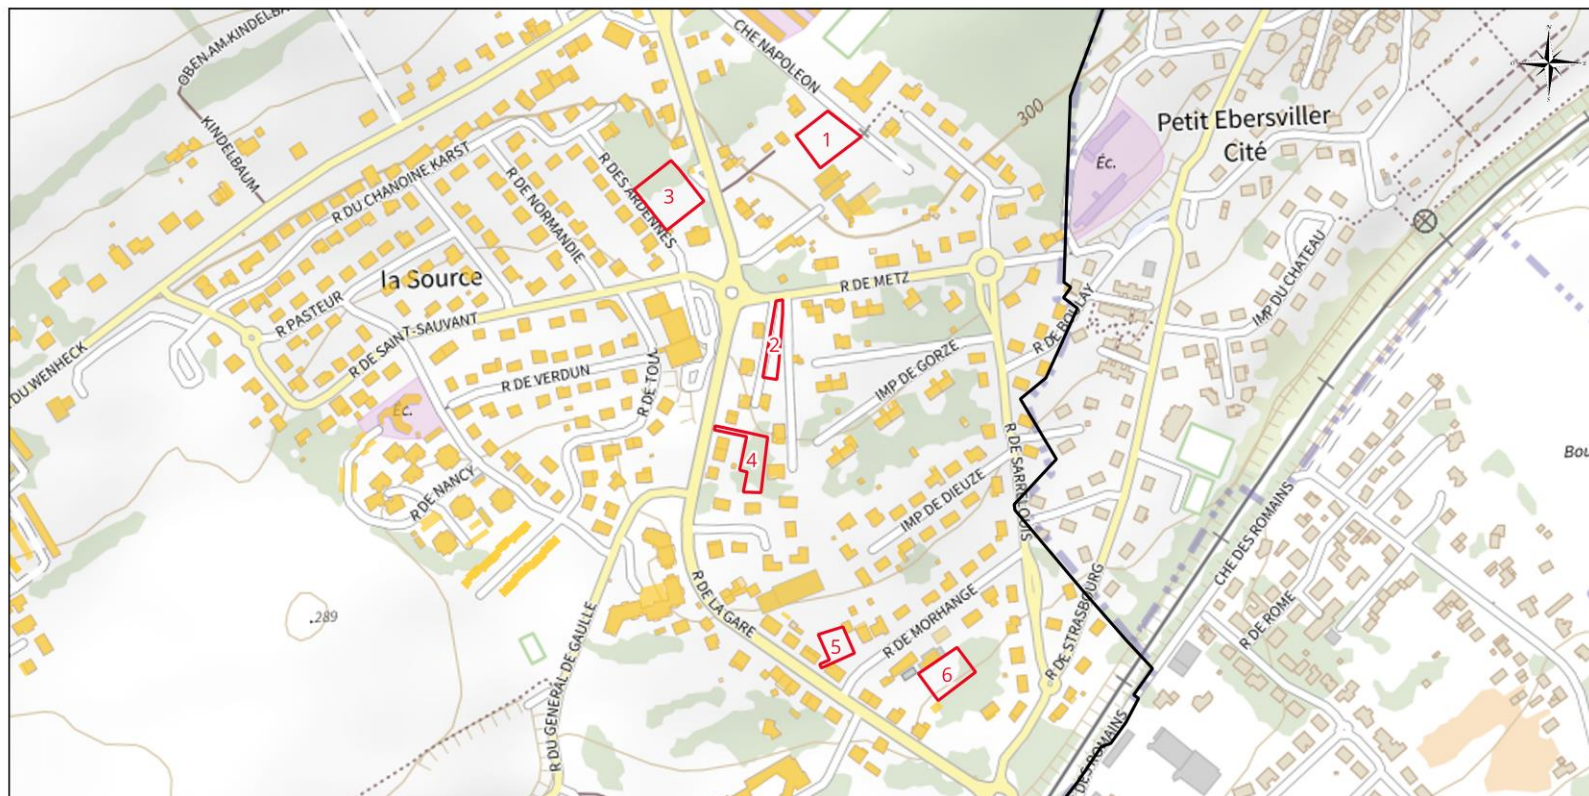 OBEN-AM-KINDELBA
CHE NAPOLEON
KINDELBAUM
300
Petit Ebersviller
Cité
Éc.
1
R DU CHANOINE KARST
R DE NORMANDIE
R DES ARDENNES
3
la Source
R DE METZ
R DE BOULAY
IMP DU CHATEAU
R PASTEUR
R DE SAINT-SAUVANT
DU WENHECK
2
R DE VERDUN
R DE TOUL
IMP DE GORZE
Éc.
4
R DE NANCY
IMP DE DIEUZE
R DE SARRELOUIS
Bou
CHE DES ROMAINS
.289
R DU GENERAL DE GAULLE
R DE LA GARE
5
R DE MORHANGE
6
R DE STRASBOURG
R DE ROME
DES ROMAINS